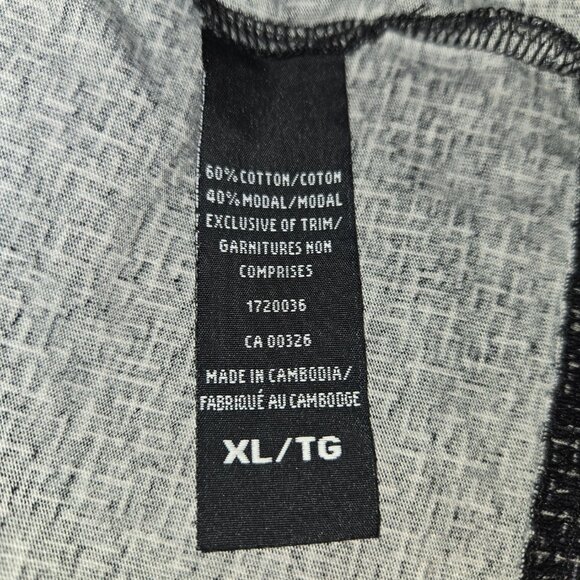 60% COTTON/COTON
40% MODAL/MODAL
EXCLUSIVE OF TRIM/
GARNITURES NON
COMPRISES
1720036
CA 00326
MADE IN CAMBODIA/
FABRIQUÉ AU CAMBODGE
XL/TG